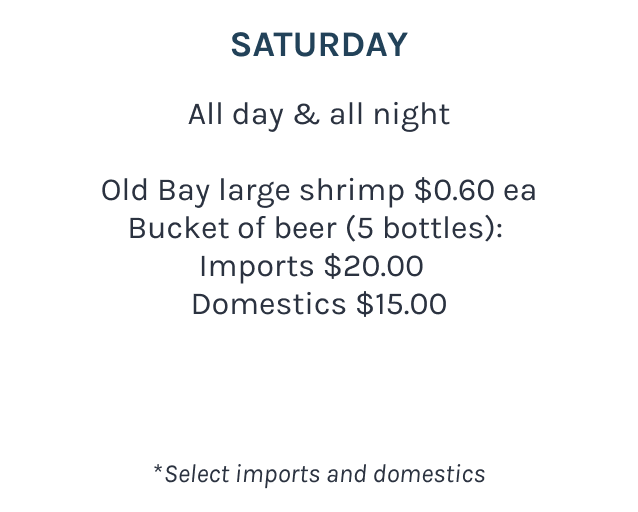 SATURDAY
All day & all night
Old Bay large shrimp $0.60 ea
Bucket of beer (5 bottles):
Imports $20.00
Domestics $15.00
*Select imports and domestics